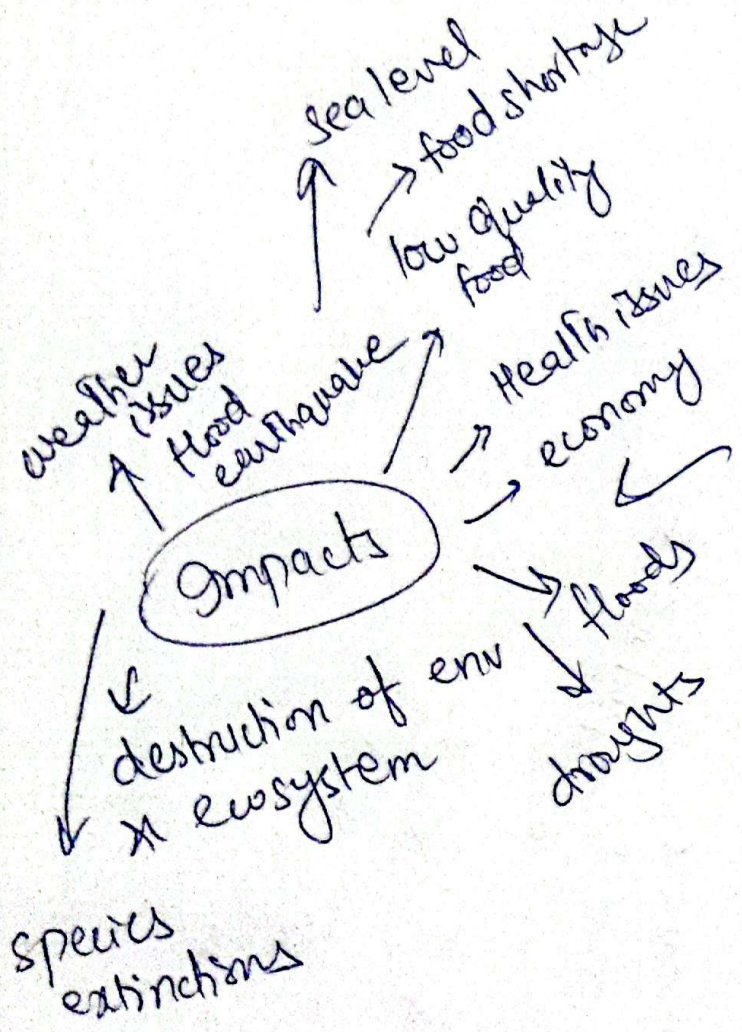 sea level
food shortage
low quality
food
Health issues
economy
weather
issues
flood
earthquake
Impacts
floods
droughts
destruction of env
ecosystem
species
extinctions